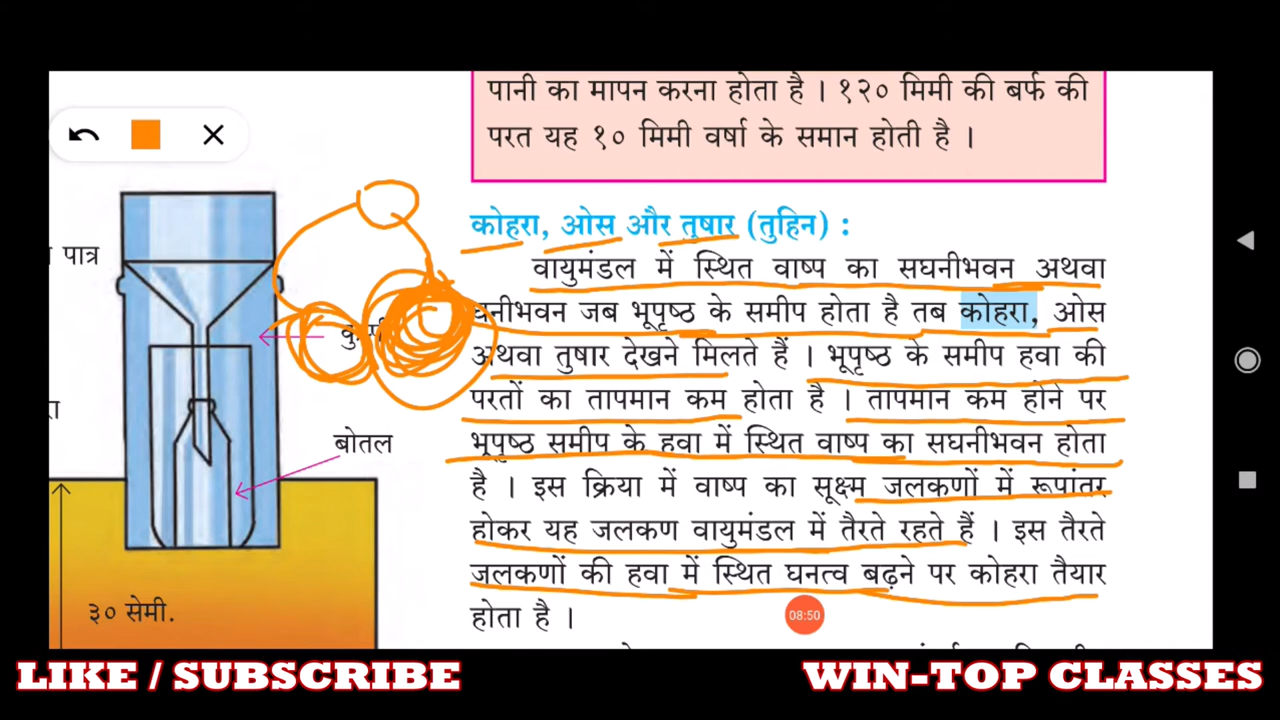 पानी का मापन करना होता है । १२० मिमी की बर्फ की
परत यह १० मिमी वर्षा के समान होती है ।
पात्र
बोतल
३० सेमी.
कोहरा, ओस और तुषार (तुहिन) :
वायुमंडल में स्थित वाष्प का सघनीभवन अथवा
घनीभवन जब भूपृष्ठ के समीप होता है तब कोहरा, ओस
अथवा तुषार देखने मिलते हैं । भूपृष्ठ के समीप हवा की
परतों का तापमान कम होता है । तापमान कम होने पर
भूपृष्ठ समीप के हवा में स्थित वाष्प का सघनीभवन होता
है । इस क्रिया में वाष्प का सूक्ष्म जलकणों में रूपांतर
होकर यह जलकण वायुमंडल में तैरते रहते हैं । इस तैरते
जलकणों की हवा में स्थित घनत्व बढ़ने पर कोहरा तैयार
होता है ।
08:50
LIKE / SUBSCRIBE
WIN-TOP CLASSES